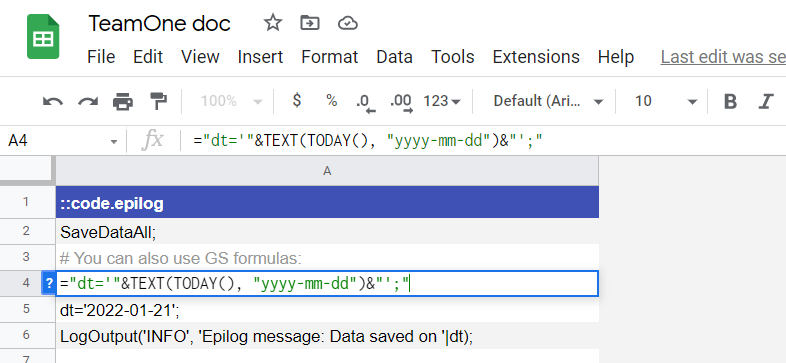 TeamOne doc
File Edit View Insert Format Data Tools Extensions Help Last edit was se
100% $ % .0 .00 123 Default (Ari... 10 B I
A4 fx ="dt='"&TEXT(TODAY(), "yyyy-mm-dd")&"';"
A
1 ::code.epilog
2 SaveDataAll;
3 # You can also use GS formulas:
4 ? ="dt='"&TEXT(TODAY(), "yyyy-mm-dd")&"';"
5 dt='2022-01-21';
6 LogOutput('INFO', 'Epilog message: Data saved on '|dt);
7